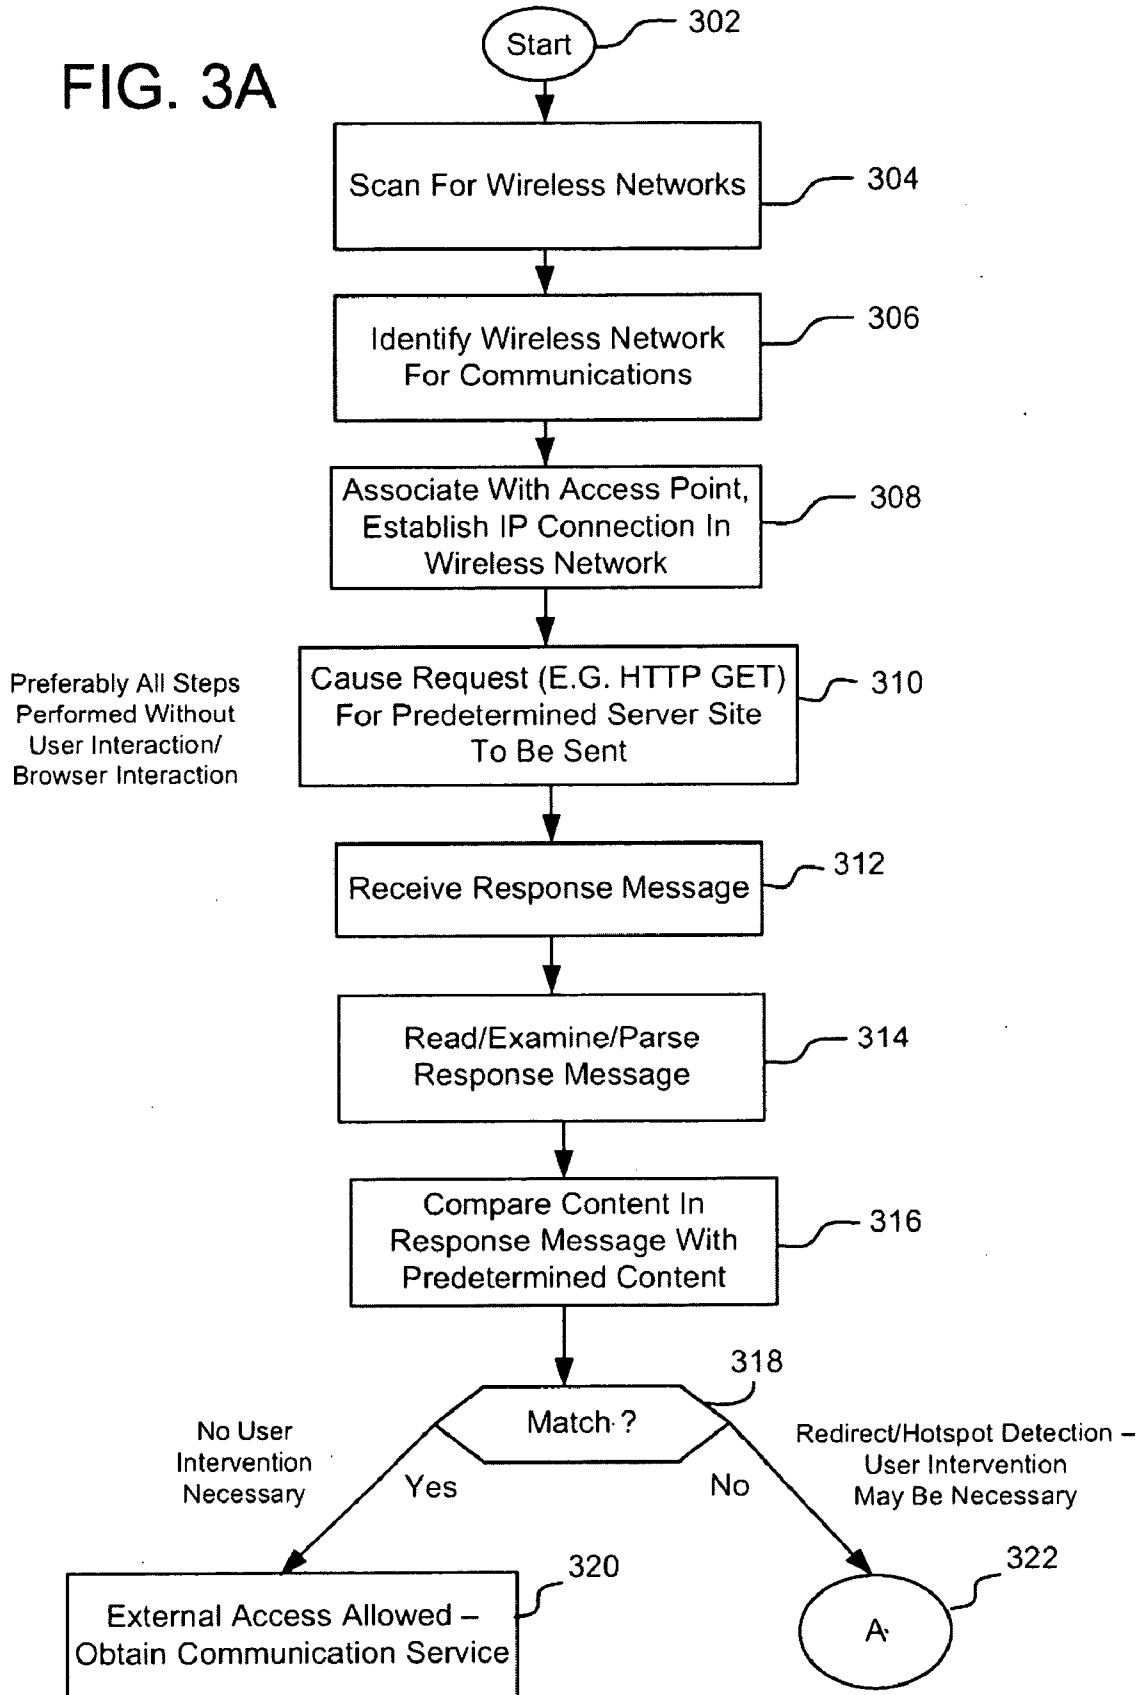 FIG. 3A
Start
302
Scan For Wireless Networks
304
Identify Wireless Network
For Communications
306
Associate With Access Point,
Establish IP Connection In
Wireless Network
308
Preferably All Steps
Performed Without
User Interaction/
Browser Interaction
Cause Request (E.G. HTTP GET)
For Predetermined Server Site
To Be Sent
310
Receive Response Message
312
Read/Examine/Parse
Response Message
314
Compare Content In
Response Message With
Predetermined Content
316
Match ?
318
No User
Intervention
Necessary
Yes
No
Redirect/Hotspot Detection –
User Intervention
May Be Necessary
External Access Allowed –
Obtain Communication Service
320
A
322